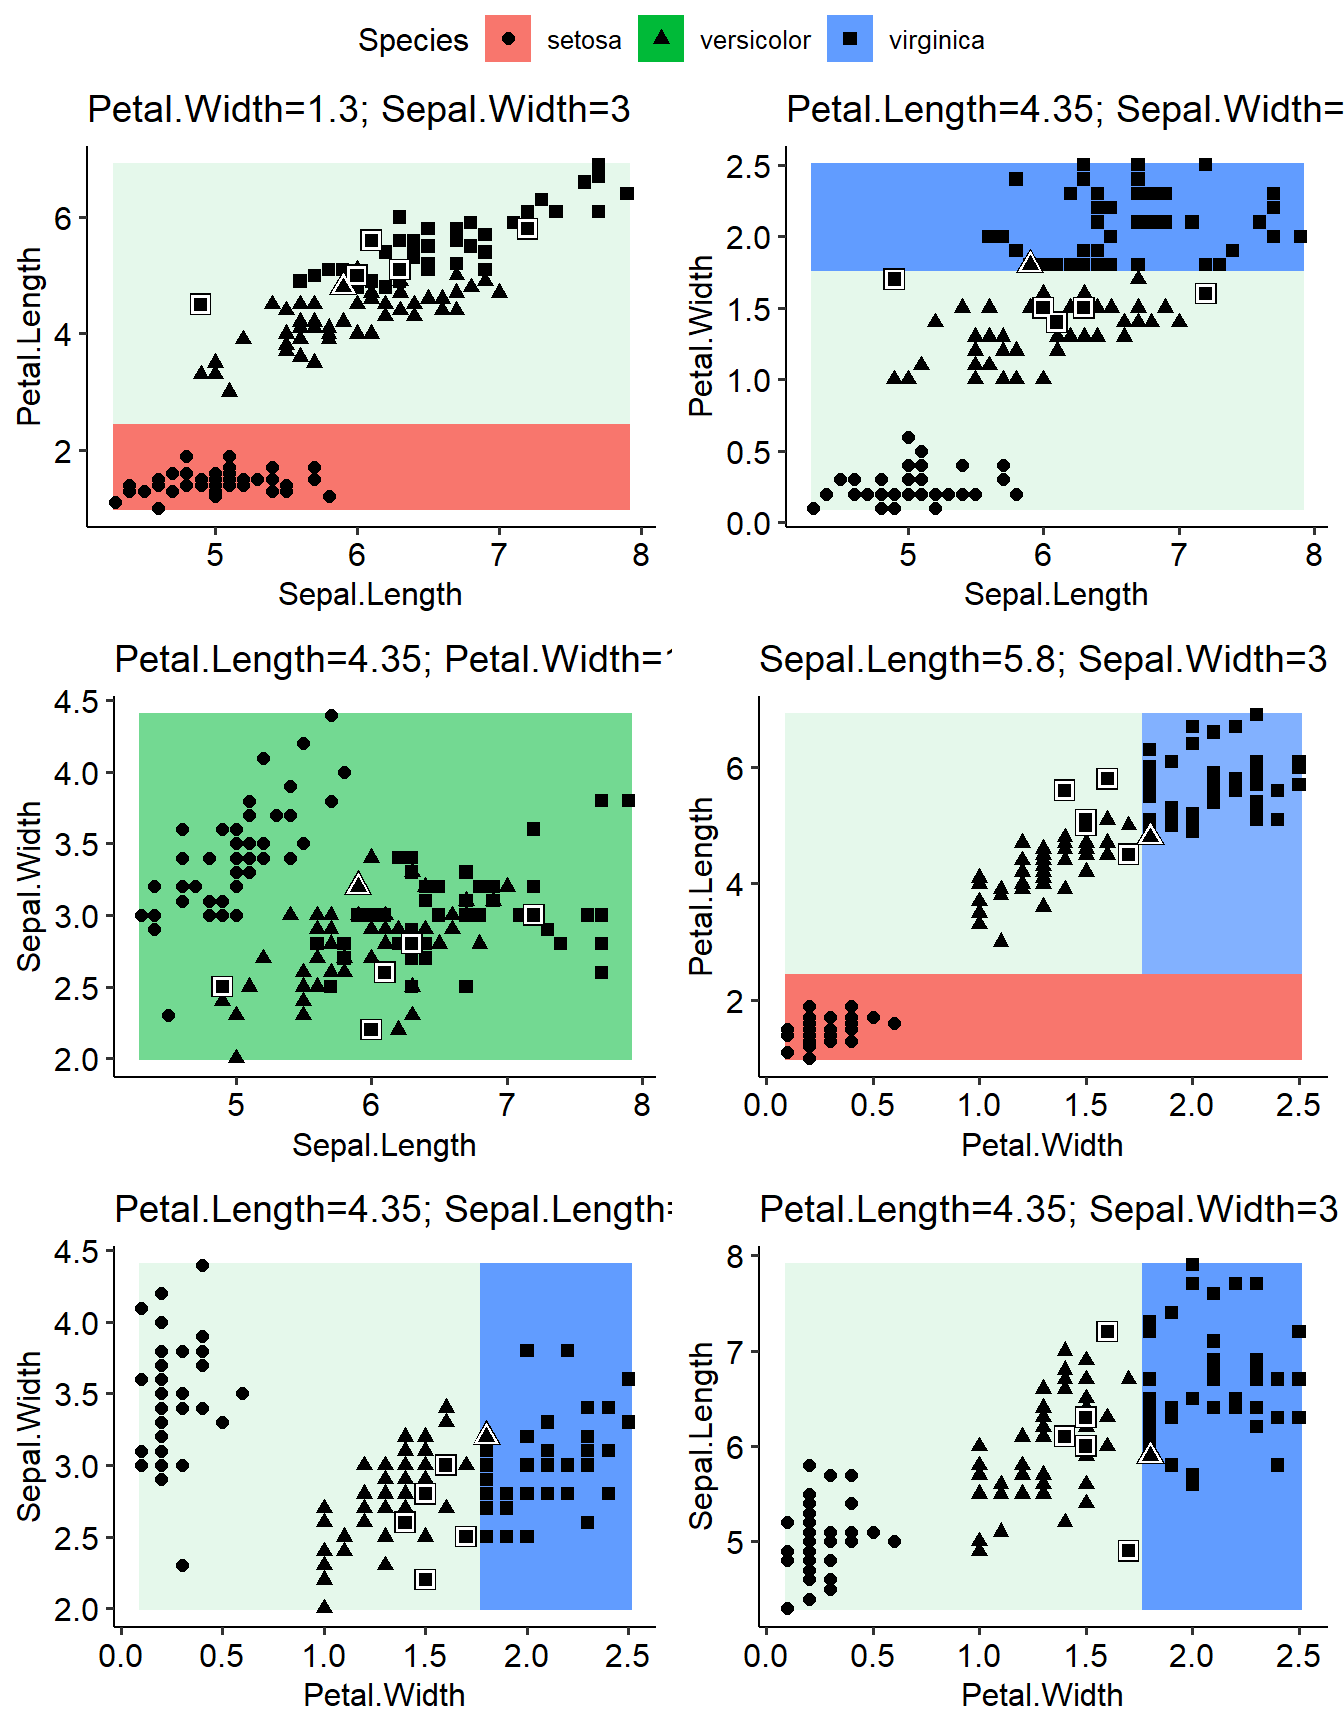 Species setosa versicolor virginica
Petal.Width=1.3; Sepal.Width=3
6
4
2
Petal.Length
5 6 7 8
Sepal.Length
Petal.Length=4.35; Sepal.Width=
2.5
2.0
1.5
1.0
0.5
0.0
Petal.Width
5 6 7 8
Sepal.Length
Petal.Length=4.35; Petal.Width=1
4.5
4.0
3.5
3.0
2.5
2.0
Sepal.Width
5 6 7 8
Sepal.Length
Sepal.Length=5.8; Sepal.Width=3
6
4
2
Petal.Length
0.0 0.5 1.0 1.5 2.0 2.5
Petal.Width
Petal.Length=4.35; Sepal.Length=
4.5
4.0
3.5
3.0
2.5
2.0
Sepal.Width
0.0 0.5 1.0 1.5 2.0 2.5
Petal.Width
Petal.Length=4.35; Sepal.Width=3
8
7
6
5
Sepal.Length
0.0 0.5 1.0 1.5 2.0 2.5
Petal.Width